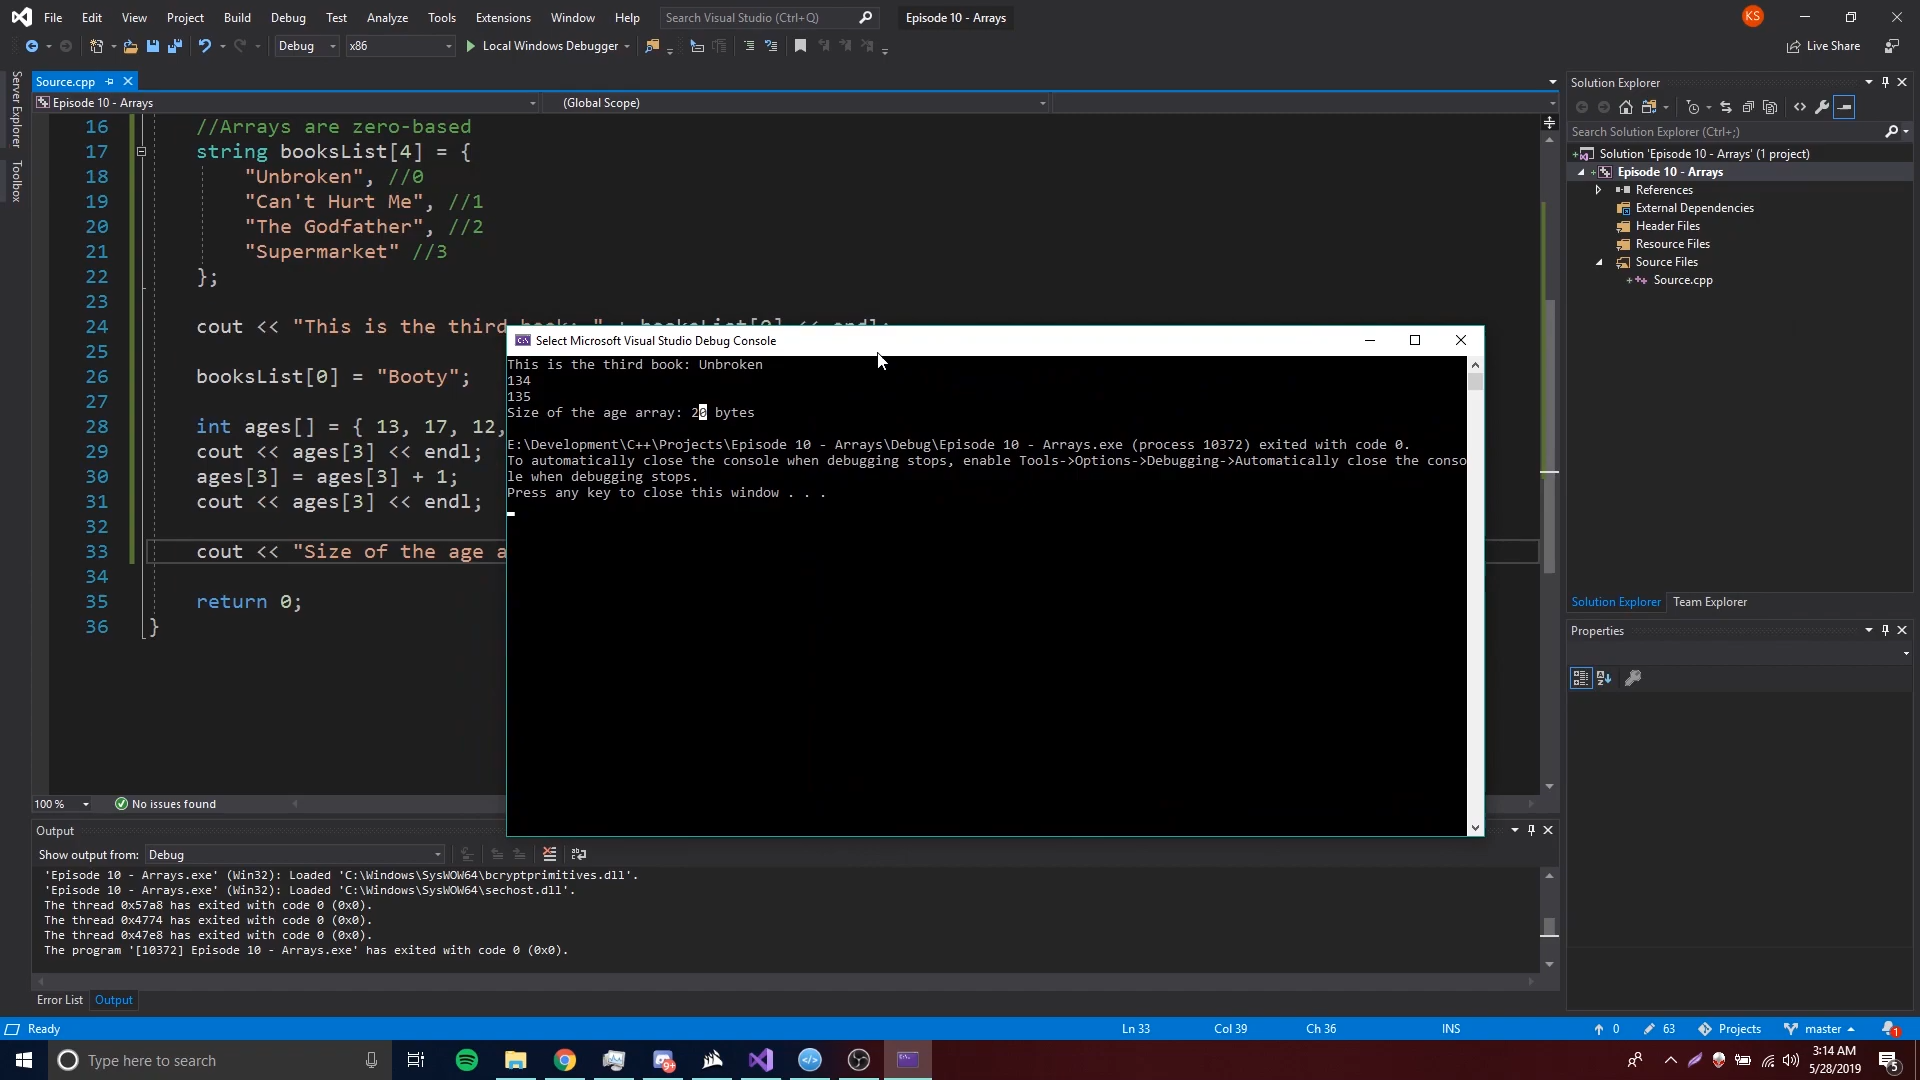 File Edit View Project Build Debug Test Analyze Tools Extensions Window Help Search Visual Studio (Ctrl+Q) Episode 10 - Arrays KS
Debug x86 Local Windows Debugger Live Share
Server Explorer
Toolbox
Source.cpp
Episode 10 - Arrays (Global Scope)
16 //Arrays are zero-based
17 string booksList[4] = {
18 "Unbroken", //0
19 "Can't Hurt Me", //1
20 "The Godfather", //2
21 "Supermarket" //3
22 };
23
24 cout << "This is the third
25
26 booksList[0] = "Booty";
27
28 int ages[] = { 13, 17, 12,
29 cout << ages[3] << endl;
30 ages[3] = ages[3] + 1;
31 cout << ages[3] << endl;
32
33 cout << "Size of the age a
34
35 return 0;
36 }
Select Microsoft Visual Studio Debug Console
This is the third book: Unbroken
134
135
Size of the age array: 20 bytes
E:\Development\C++\Projects\Episode 10 - Arrays\Debug\Episode 10 - Arrays.exe (process 10372) exited with code 0.
To automatically close the console when debugging stops, enable Tools->Options->Debugging->Automatically close the conso
le when debugging stops.
Press any key to close this window . . .
100 % No issues found
Solution Explorer
Search Solution Explorer (Ctrl+;)
Solution 'Episode 10 - Arrays' (1 project)
Episode 10 - Arrays
References
External Dependencies
Header Files
Resource Files
Source Files
Source.cpp
Solution Explorer Team Explorer
Properties
Output
Show output from: Debug
'Episode 10 - Arrays.exe' (Win32): Loaded 'C:\Windows\SysWOW64\bcryptprimitives.dll'.
'Episode 10 - Arrays.exe' (Win32): Loaded 'C:\Windows\SysWOW64\sechost.dll'.
The thread 0x57a8 has exited with code 0 (0x0).
The thread 0x4774 has exited with code 0 (0x0).
The thread 0x47e8 has exited with code 0 (0x0).
The program '[10372] Episode 10 - Arrays.exe' has exited with code 0 (0x0).
Error List Output
Ready Ln 33 Col 39 Ch 36 INS 0 63 Projects master 1
Type here to search 3:14 AM
5/28/2019 5